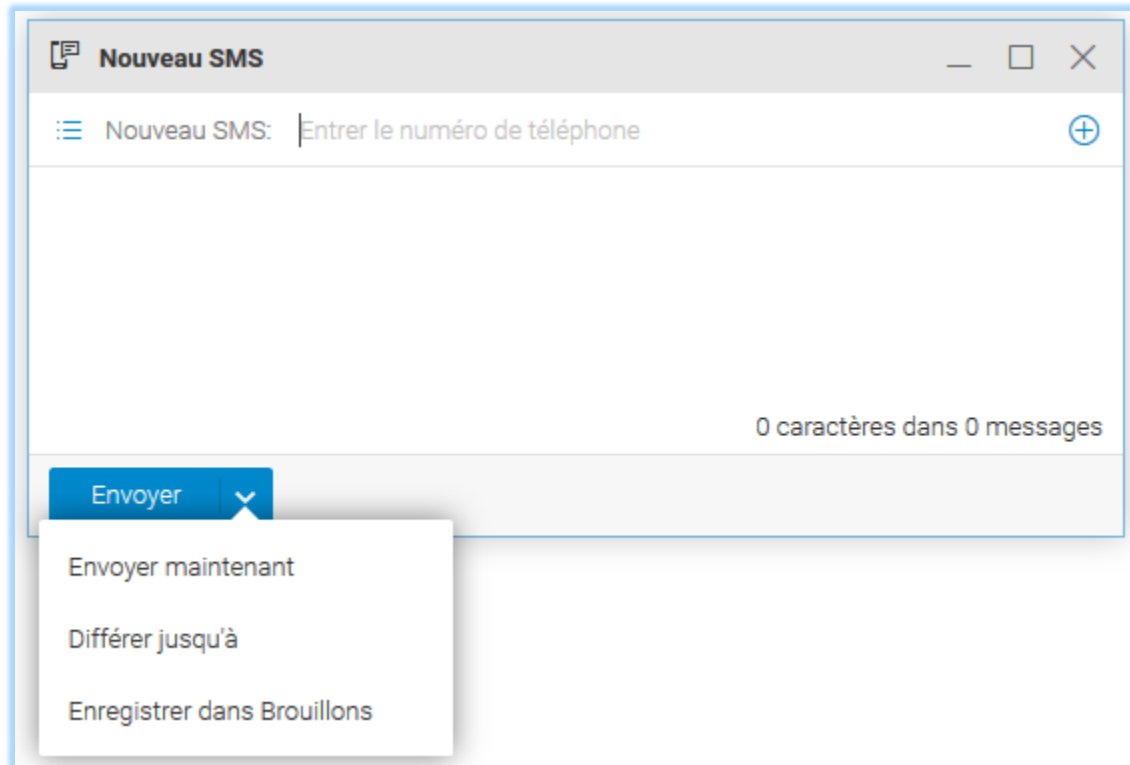 Nouveau SMS
Nouveau SMS: Entrer le numéro de téléphone
0 caractères dans 0 messages
Envoyer
Envoyer maintenant
Différer jusqu'à
Enregistrer dans Brouillons